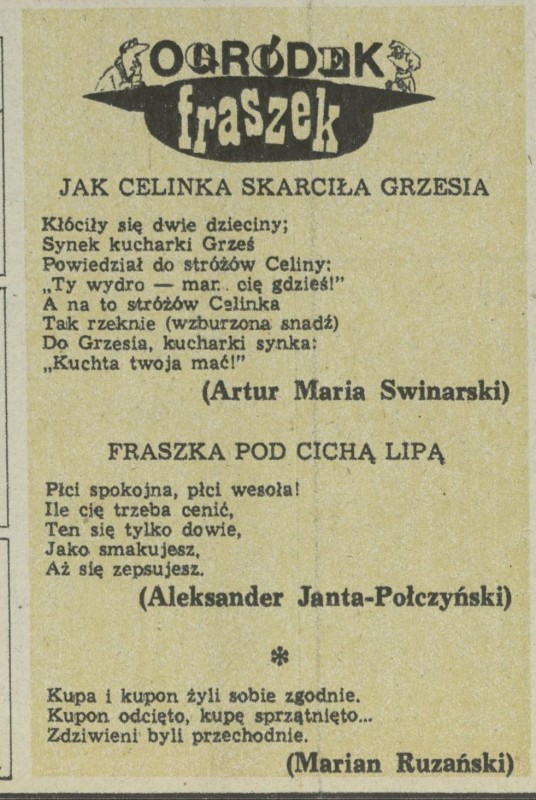 OGRÓDEK
fraszek
JAK CELINKA SKARCIŁA GRZESIA
Kłóciły się dwie dzieciny;
Synek kucharki Grześ
Powiedział do stróżów Celiny:
„Ty wydro — mam cię gdzieś!”
A na to stróżów Celinka
Tak rzeknie (wzburzona snadź)
Do Grzesia, kucharki synka:
„Kuchta twoja mać!”
(Artur Maria Swinarski)
FRASZKA POD CICHĄ LIPĄ
Płci spokojna, płci wesoła!
Ile cię trzeba cenić,
Ten się tylko dowie,
Jako smakujesz,
Aż się zepsujesz.
(Aleksander Janta-Połczyński)
*
Kupa i kupon żyli sobie zgodnie.
Kupon odcięto, kupę sprzątnięto...
Zdziwieni byli przechodnie.
(Marian Ruzański)